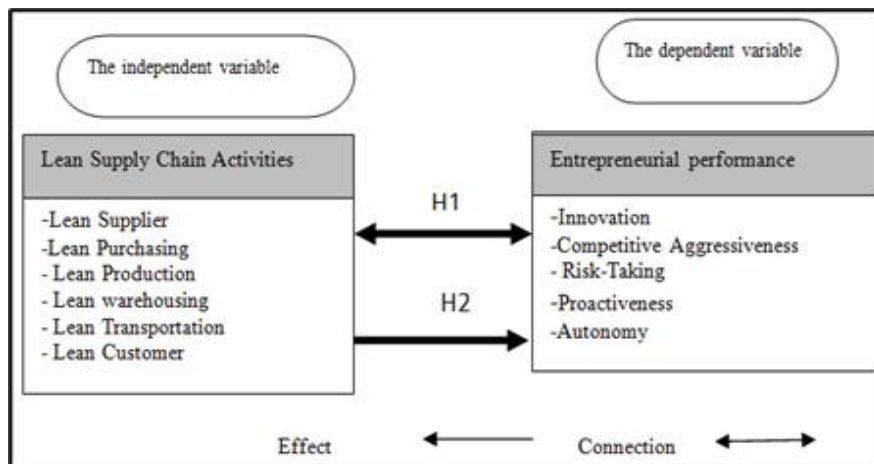 The independent variable
The dependent variable
Lean Supply Chain Activities
-Lean Supplier
-Lean Purchasing
- Lean Production
- Lean warehousing
- Lean Transportation
- Lean Customer
H1
H2
Entrepreneurial performance
-Innovation
-Competitive Aggressiveness
- Risk-Taking
-Proactiveness
-Autonomy
Effect
Connection